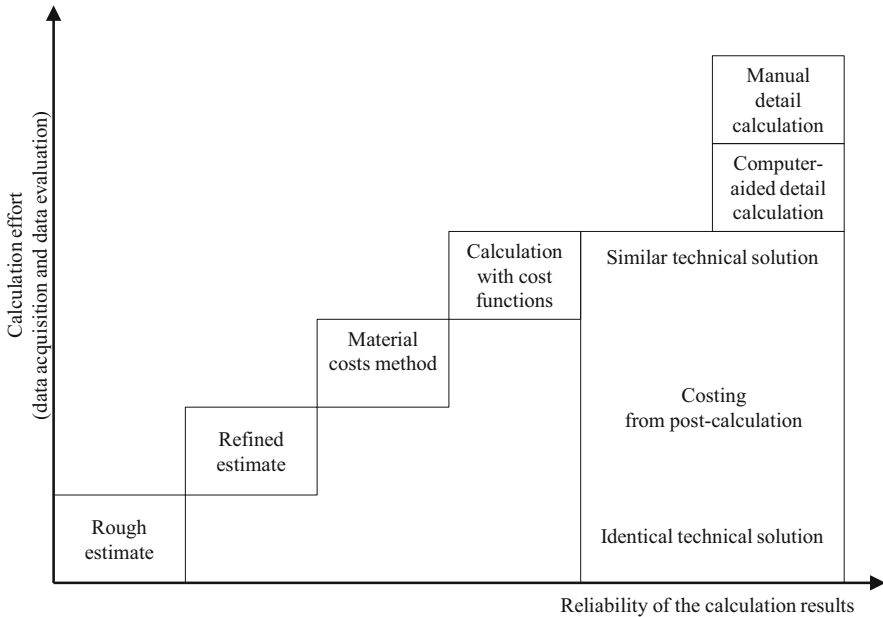 Calculation effort
(data acquisition and data evaluation)
Manual
detail
calculation
Computer-
aided detail
calculation
Calculation
with cost
functions
Similar technical solution
Material
costs method
Costing
from post-calculation
Refined
estimate
Rough
estimate
Identical technical solution
Reliability of the calculation results